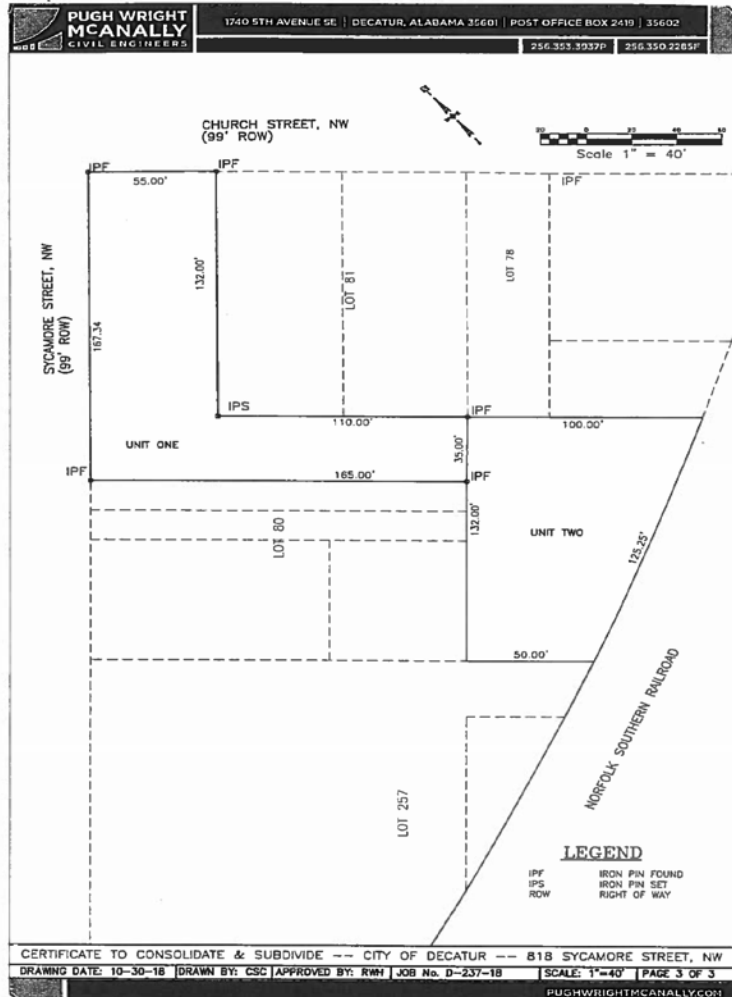 PUGH WRIGHT
MCANALLY
CIVIL ENGINEERS
1740 5TH AVENUE SE | DECATUR, ALABAMA 35601 | POST OFFICE BOX 2419 | 35602
256.353.3937P
256.350.2285F
CHURCH STREET, NW
(99' ROW)
20 0 20 40 60
Scale 1" = 40'
IPF
IPF
IPF
55.00'
SYCAMORE STREET, NW
(99' ROW)
167.34
132.00'
LOT 81
LOT 78
IPS
IPF
110.00'
100.00'
UNIT ONE
35.00'
IPF
165.00'
IPF
LOT 80
132.00'
UNIT TWO
125.25'
50.00'
NORFOLK SOUTHERN RAILROAD
LOT 257
LEGEND
IPF IRON PIN FOUND
IPS IRON PIN SET
ROW RIGHT OF WAY
CERTIFICATE TO CONSOLIDATE & SUBDIVIDE -- CITY OF DECATUR -- 818 SYCAMORE STREET, NW
DRAWING DATE: 10-30-18 DRAWN BY: CSC APPROVED BY: RWH JOB No. D-237-18 SCALE: 1"=40' PAGE 3 OF 3
PUGHWRIGHTMCANALLY.COM